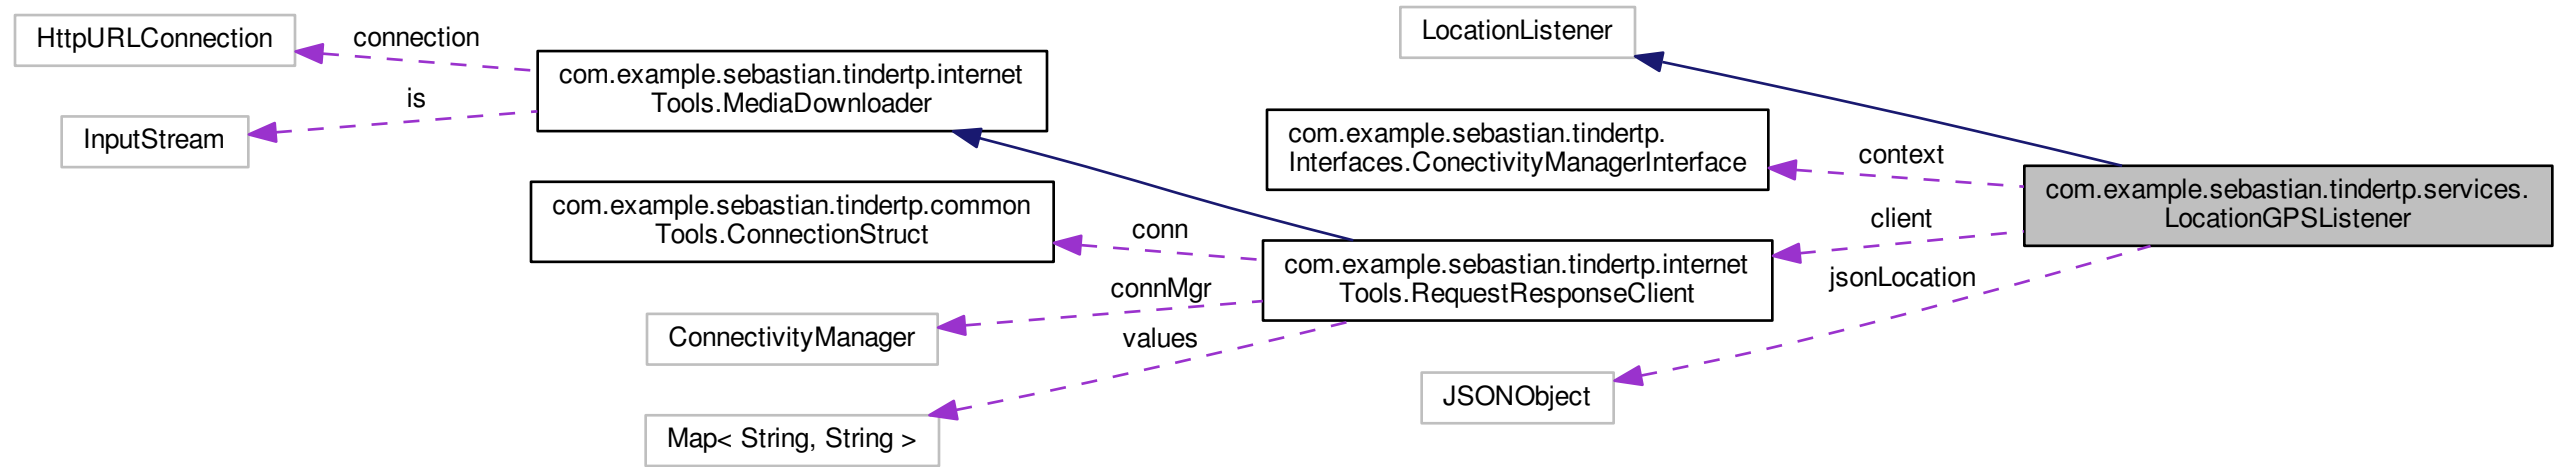 HttpURLConnection
connection
InputStream
is
com.example.sebastian.tindertp.internet
Tools.MediaDownloader
com.example.sebastian.tindertp.common
Tools.ConnectionStruct
conn
ConnectivityManager
connMgr
Map< String, String >
values
LocationListener
com.example.sebastian.tindertp.
Interfaces.ConectivityManagerInterface
context
com.example.sebastian.tindertp.internet
Tools.RequestResponseClient
client
JSONObject
jsonLocation
com.example.sebastian.tindertp.services.
LocationGPSListener